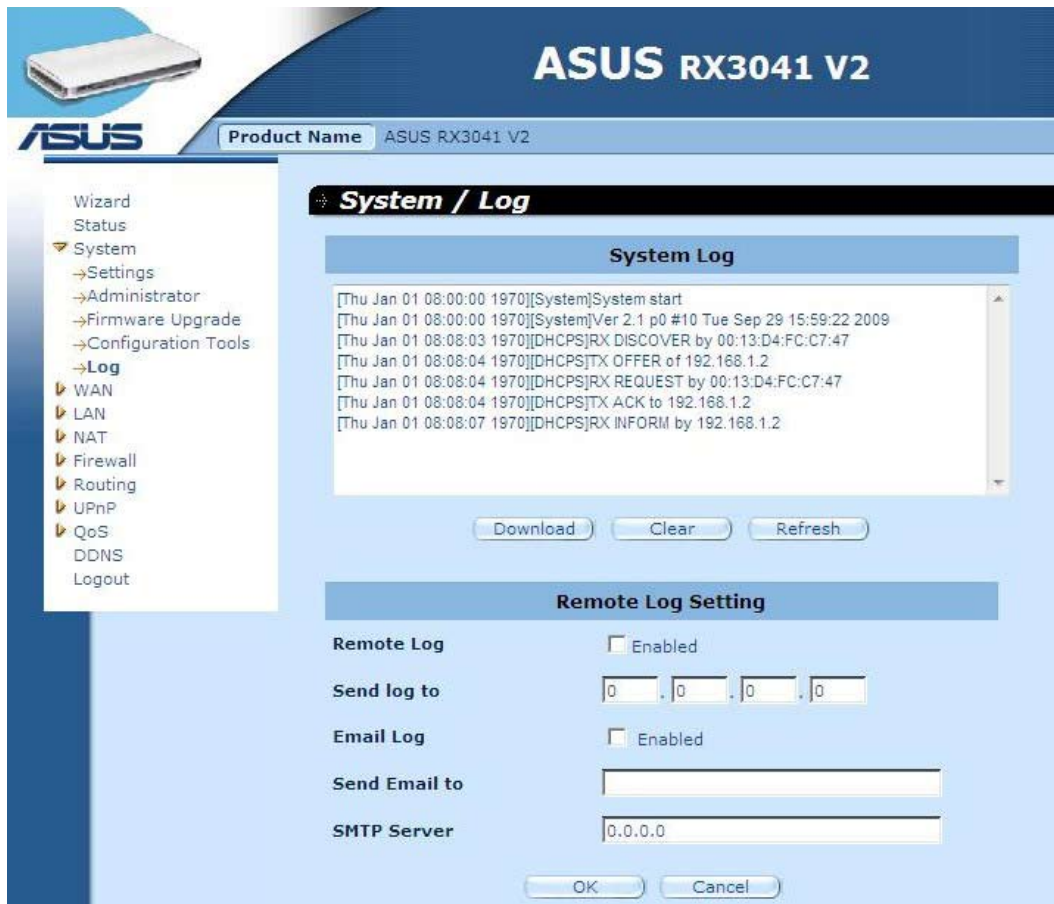 ASUS RX3041 V2
ASUS
Product Name ASUS RX3041 V2
Wizard
Status
System
Settings
Administrator
Firmware Upgrade
Configuration Tools
Log
WAN
LAN
NAT
Firewall
Routing
UPnP
QoS
DDNS
Logout
System / Log
System Log
[Thu Jan 01 08:00:00 1970][System]System start
[Thu Jan 01 08:00:00 1970][System]Ver 2.1 p0 #10 Tue Sep 29 15:59:22 2009
[Thu Jan 01 08:08:03 1970][DHCPS]RX DISCOVER by 00:13:D4:FC:C7:47
[Thu Jan 01 08:08:04 1970][DHCPS]TX OFFER of 192.168.1.2
[Thu Jan 01 08:08:04 1970][DHCPS]RX REQUEST by 00:13:D4:FC:C7:47
[Thu Jan 01 08:08:04 1970][DHCPS]TX ACK to 192.168.1.2
[Thu Jan 01 08:08:07 1970][DHCPS]RX INFORM by 192.168.1.2
Download Clear Refresh
Remote Log Setting
Remote Log Enabled
Send log to 0 . 0 . 0 . 0
Email Log Enabled
Send Email to
SMTP Server 0.0.0.0
OK Cancel